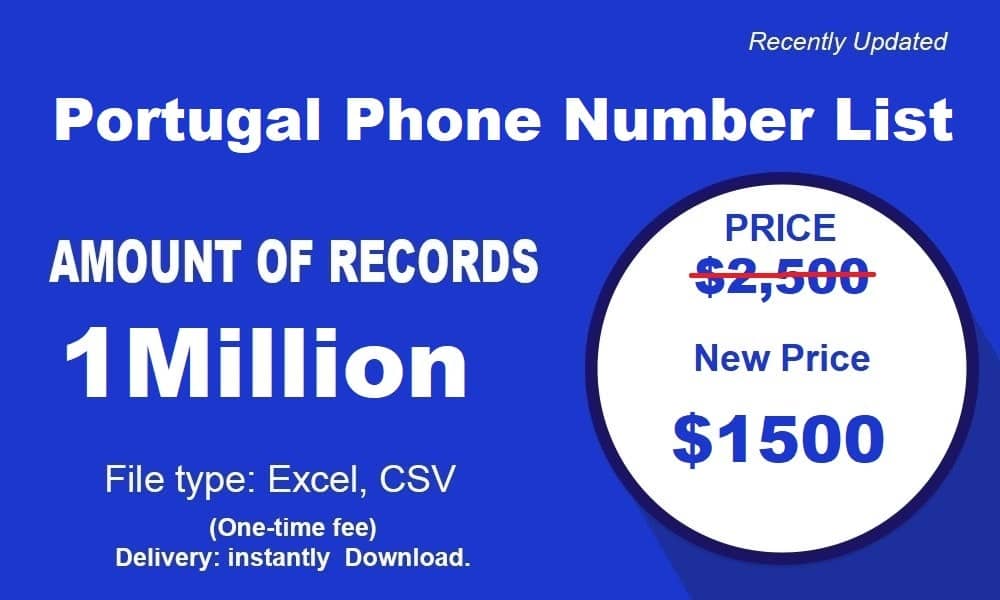 Recently Updated
Portugal Phone Number List
AMOUNT OF RECORDS
1Million
File type: Excel, CSV
(One-time fee)
Delivery: instantly Download.
PRICE
$2,500
New Price
$1500